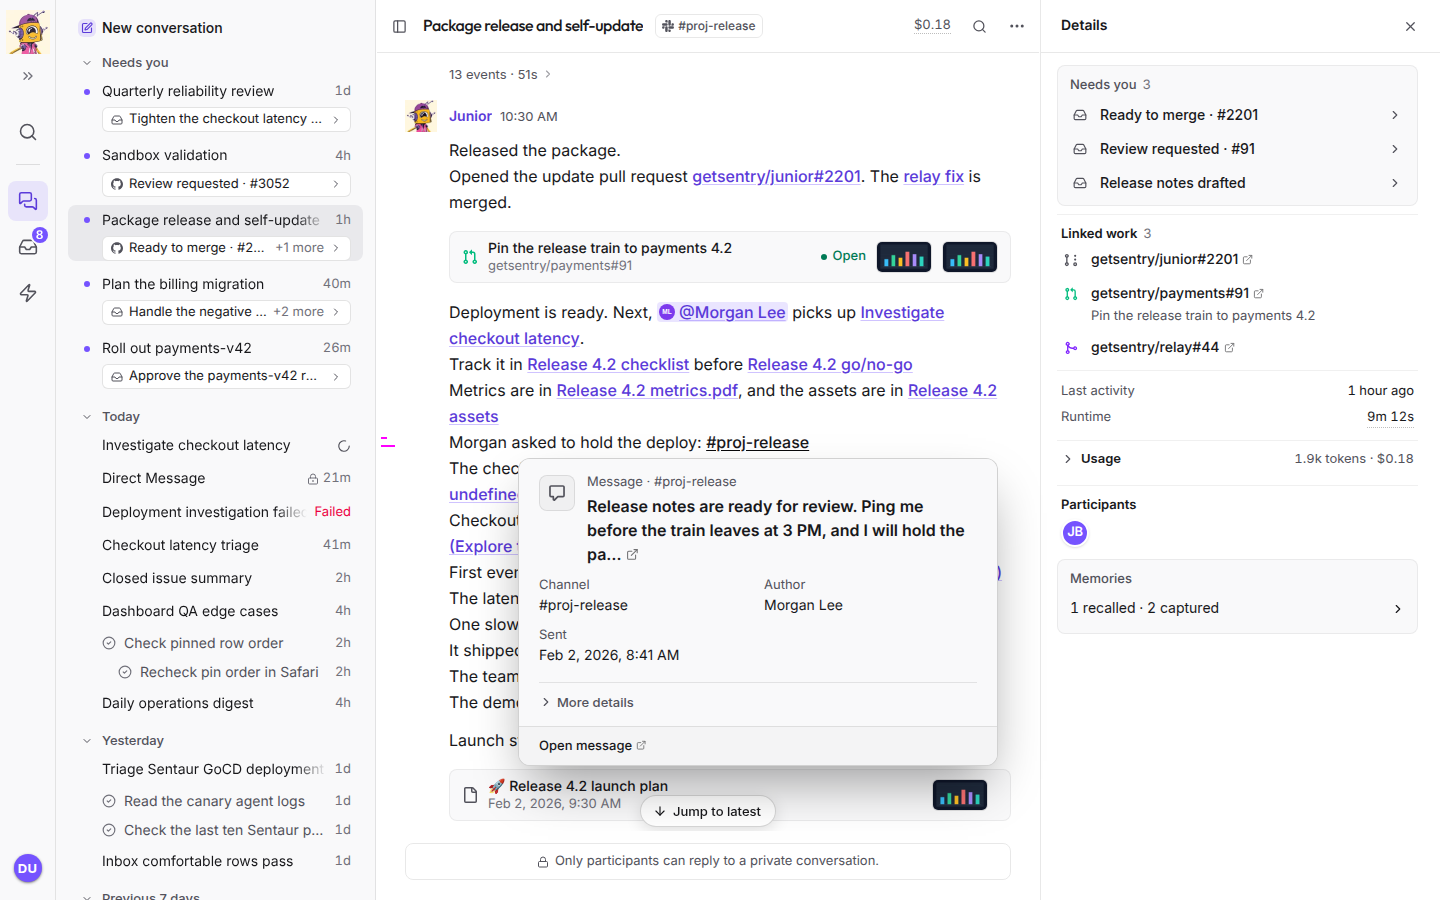 New conversation
Needs you
Quarterly reliability review 1d
Tighten the checkout latency ...
Sandbox validation 4h
Review requested · #3052
Package release and self-update 1h
Ready to merge · #2... +1 more
Plan the billing migration 40m
Handle the negative ... +2 more
Roll out payments-v42 26m
Approve the payments-v42 r...
Today
Investigate checkout latency
Direct Message 21m
Deployment investigation failed Failed
Checkout latency triage 41m
Closed issue summary 2h
Dashboard QA edge cases 4h
Check pinned row order 2h
Recheck pin order in Safari 2h
Daily operations digest 4h
Yesterday
Triage Sentaur GoCD deployment 1d
Read the canary agent logs 1d
Check the last ten Sentaur p... 1d
Inbox comfortable rows pass 1d
Previous 7 days
8
DU
Package release and self-update #proj-release $0.18
13 events · 51s
Junior 10:30 AM
Released the package.
Opened the update pull request getsentry/junior#2201. The relay fix is
merged.
Pin the release train to payments 4.2
getsentry/payments#91
Open
Deployment is ready. Next, ML @Morgan Lee picks up Investigate
checkout latency.
Track it in Release 4.2 checklist before Release 4.2 go/no-go
Metrics are in Release 4.2 metrics.pdf, and the assets are in Release 4.2
assets
Morgan asked to hold the deploy: #proj-release
The chec
undefined
Checkout
(Explore
First even
)
The laten
One slow
It shipped
The team
The demo
Launch s
Message · #proj-release
Release notes are ready for review. Ping me
before the train leaves at 3 PM, and I will hold the
pa...
Channel Author
#proj-release Morgan Lee
Sent
Feb 2, 2026, 8:41 AM
More details
Open message
🚀 Release 4.2 launch plan
Feb 2, 2026, 9:30 AM
Jump to latest
Only participants can reply to a private conversation.
Details
Needs you 3
Ready to merge · #2201
Review requested · #91
Release notes drafted
Linked work 3
getsentry/junior#2201
getsentry/payments#91
Pin the release train to payments 4.2
getsentry/relay#44
Last activity 1 hour ago
Runtime 9m 12s
Usage 1.9k tokens · $0.18
Participants
JB
Memories
1 recalled · 2 captured